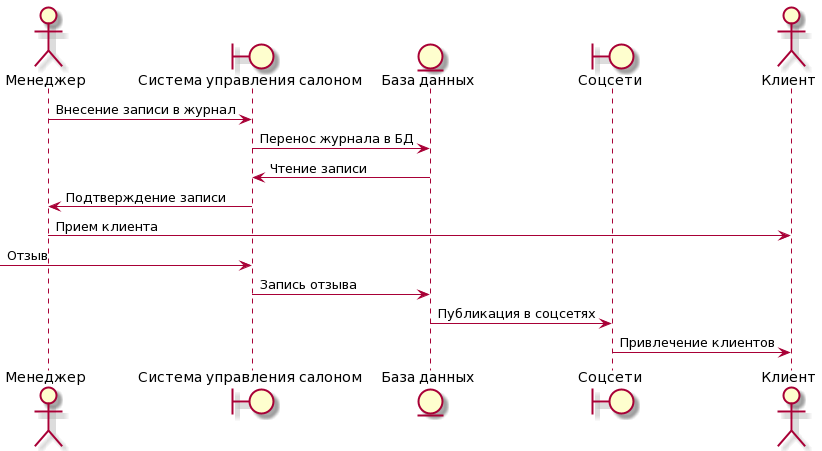 Менеджер
Система управления салоном
База данных
Соцсети
Клиент
Внесение записи в журнал
Перенос журнала в БД
Чтение записи
Подтверждение записи
Прием клиента
Отзыв
Запись отзыва
Публикация в соцсетях
Привлечение клиентов
Менеджер
Система управления салоном
База данных
Соцсети
Клиент